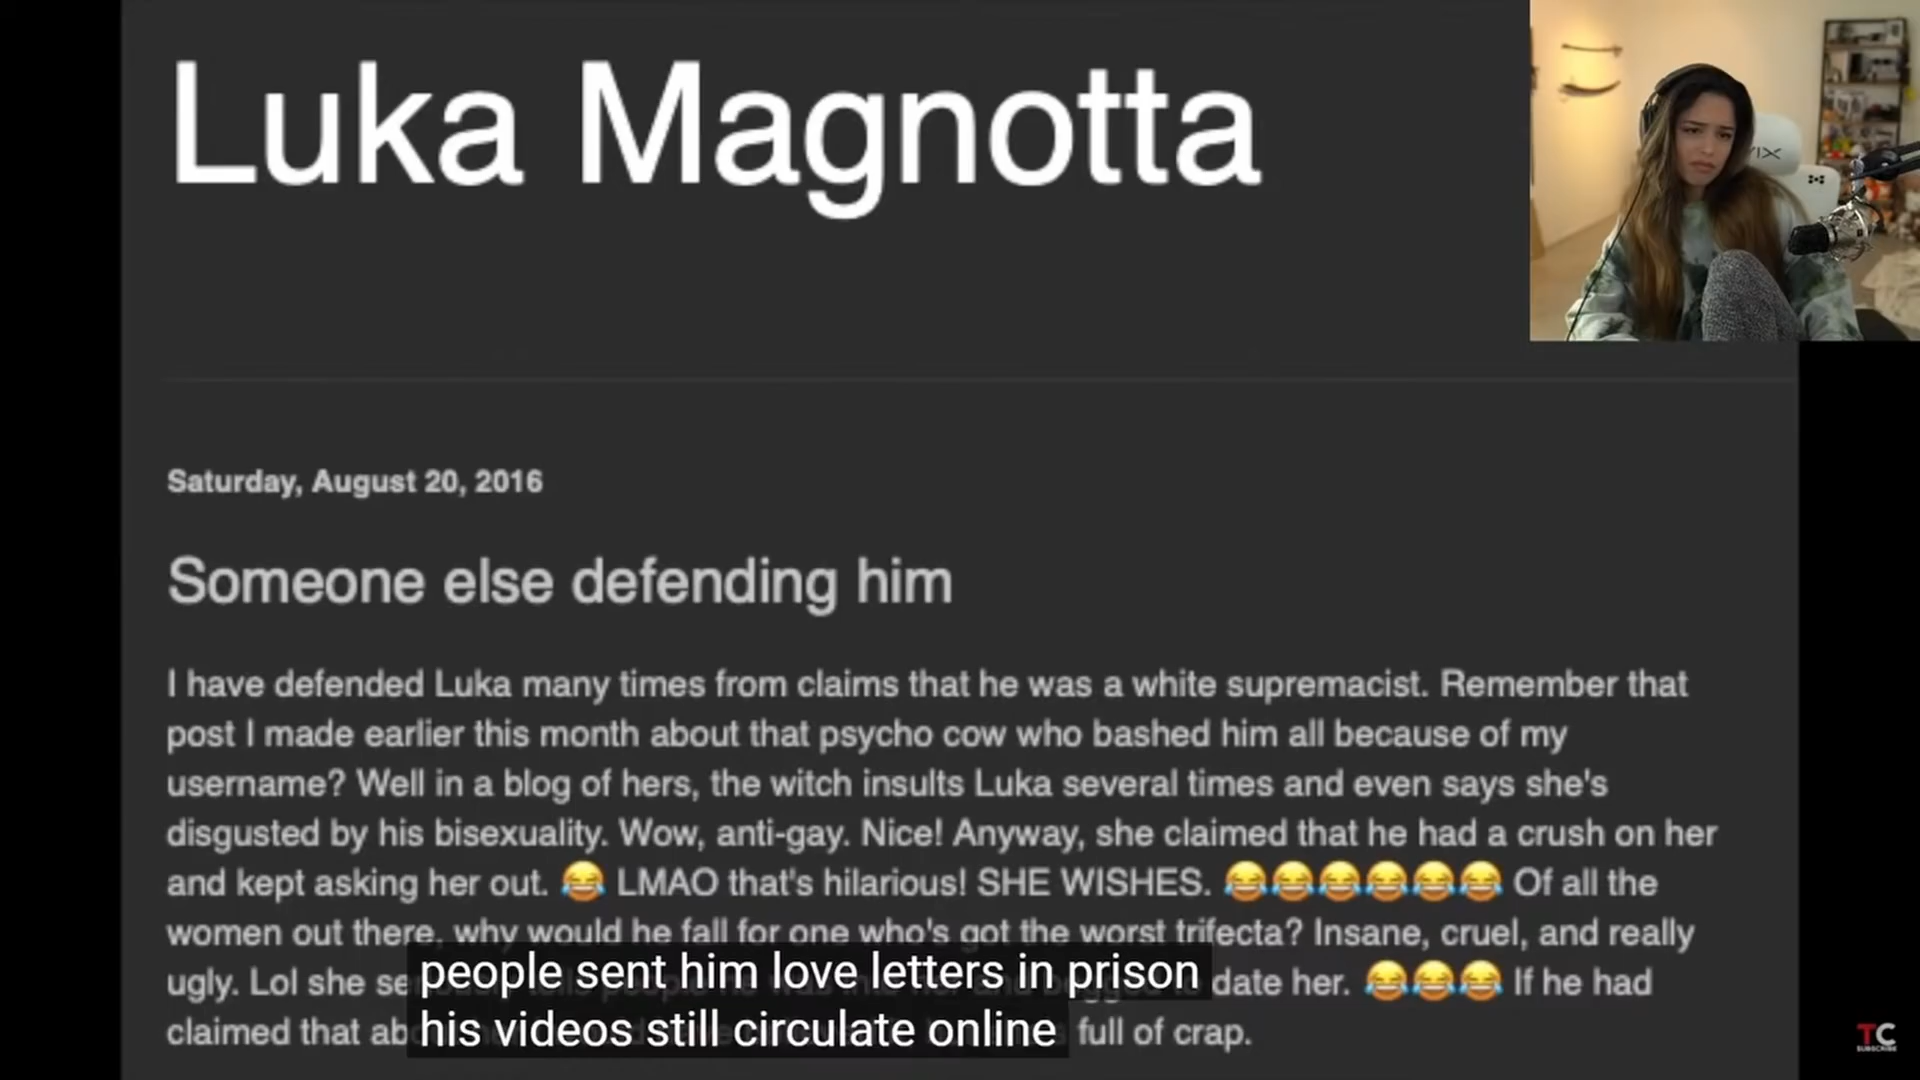 Luka Magnotta
Saturday, August 20, 2016
Someone else defending him
I have defended Luka many times from claims that he was a white supremacist. Remember that
post I made earlier this month about that psycho cow who bashed him all because of my
username? Well in a blog of hers, the witch insults Luka several times and even says she's
disgusted by his bisexuality. Wow, anti-gay. Nice! Anyway, she claimed that he had a crush on her
and kept asking her out. 😂 LMAO that's hilarious! SHE WISHES. 😂😂😂😂😂😂 Of all the
women out there, why would he fall for one who's got the worst trifecta? Insane, cruel, and really
ugly. Lol she date her. 😂😂😂 If he had
claimed that full of crap.
people sent him love letters in prison
his videos still circulate online
TC
SUBSCRIBE